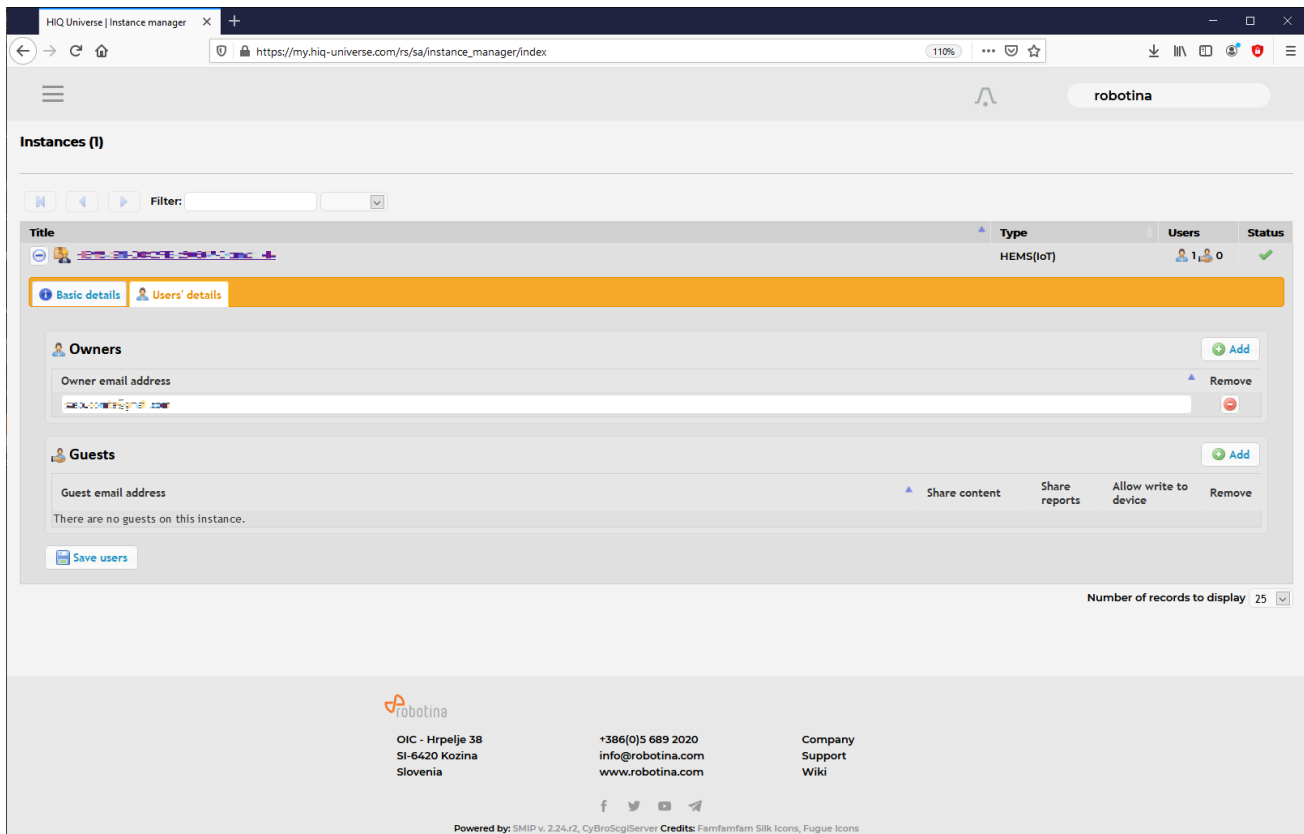 HIQ Universe | Instance manager
https://my.hiq-universe.com/rs/sa/instance_manager/index
110%
robotina
Instances (1)
Filter:
Title Type Users Status
HEMS(IoT) 1 0
Basic details Users' details
Owners Add
Owner email address Remove
Guests Add
Guest email address Share content Share reports Allow write to device Remove
There are no guests on this instance.
Save users
Number of records to display 25
robotina
OIC - Hrpelje 38 +386(0)5 689 2020 Company
SI-6420 Kozina info@robotina.com Support
Slovenia www.robotina.com Wiki
Powered by: SMIP v. 2.24.r2, CyBroScgiServer Credits: Famfamfam Silk Icons, Fugue Icons